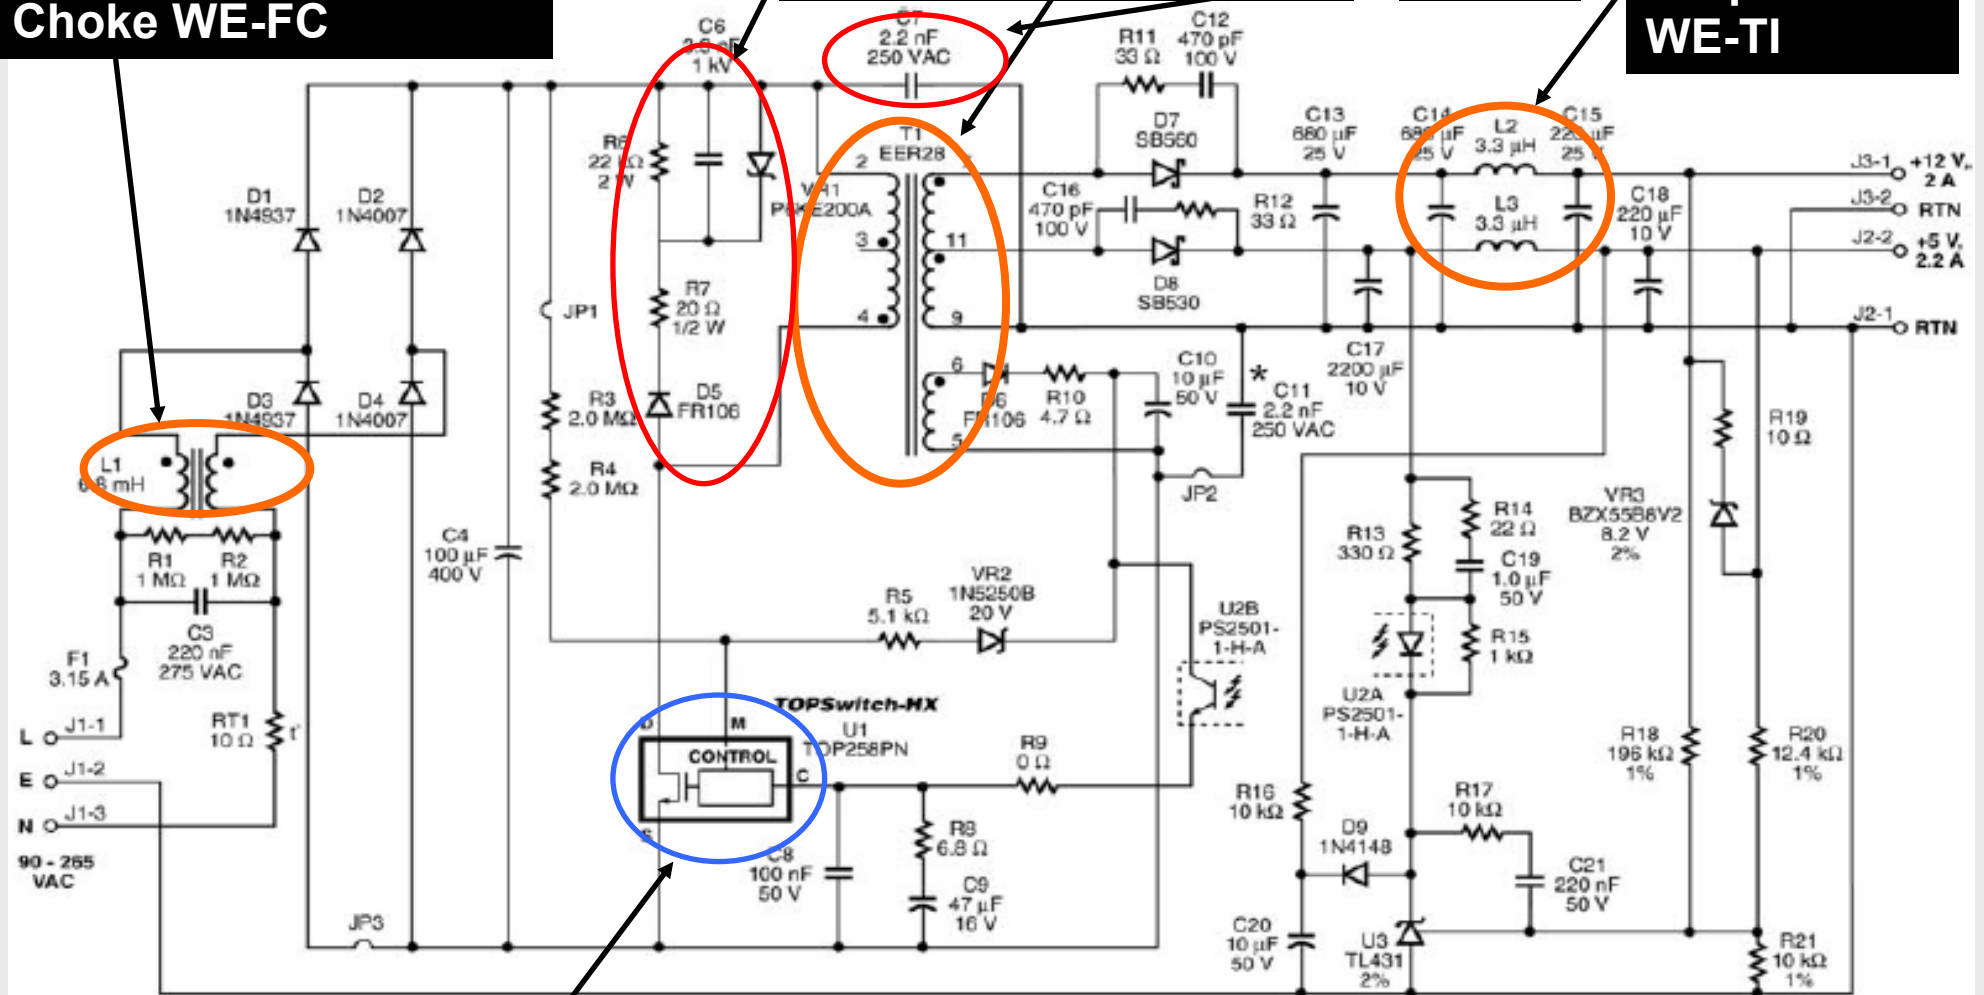 Choke WE-FC
WE-TI
C6
1 kV
2.2 nF
250 VAC
R11
33 Ω
C12
470 pF
100 V
D7
SB560
C13
680 µF
25 V
C14
680 µF
25 V
L2
3.3 µH
C15
220 µF
25 V
J3-1
+12 V,
2 A
J3-2
RTN
J2-2
+5 V,
2.2 A
J2-1
RTN
D1
1N4937
D2
1N4007
R6
22 kΩ
2 W
VR1
P6KE200A
T1
EER28
2
3
4
11
9
6
5
C16
470 pF
100 V
R12
33 Ω
D8
SB530
L3
3.3 µH
C18
220 µF
10 V
JP1
R7
20 Ω
1/2 W
C17
2200 µF
10 V
D3
1N4937
D4
1N4007
R3
2.0 MΩ
D5
FR106
D6
FR106
R10
4.7 Ω
C10
10 µF
50 V
*
C11
2.2 nF
250 VAC
R19
10 Ω
L1
6.8 mH
R4
2.0 MΩ
JP2
VR3
BZX55B8V2
8.2 V
2%
R14
22 Ω
R13
330 Ω
C19
1.0 µF
50 V
R1
1 MΩ
R2
1 MΩ
C4
100 µF
400 V
R5
5.1 kΩ
VR2
1N5250B
20 V
U2B
PS2501-
1-H-A
R15
1 kΩ
C3
220 nF
275 VAC
F1
3.15 A
U2A
PS2501-
1-H-A
RT1
10 Ω
t°
L
J1-1
E
J1-2
N
J1-3
90 - 265
VAC
TOPSwitch-HX
U1
TOP258PN
D
M
CONTROL
C
S
R9
0 Ω
R18
196 kΩ
1%
R20
12.4 kΩ
1%
R16
10 kΩ
R17
10 kΩ
D9
1N4148
C8
100 nF
50 V
R8
6.8 Ω
C9
47 µF
16 V
C21
220 nF
50 V
JP3
C20
10 µF
50 V
U3
TL431
2%
R21
10 kΩ
1%